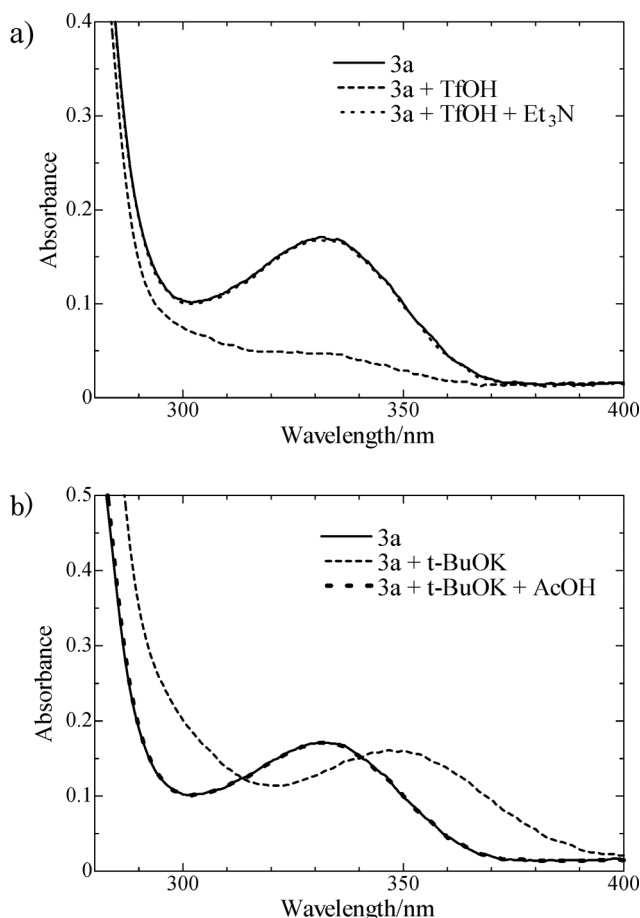 a)
0.4
0.3
0.2
0.1
0
Absorbance
3a
3a + TfOH
3a + TfOH + Et₃N
300
350
400
Wavelength/nm
b)
0.5
0.4
0.3
0.2
0.1
0
Absorbance
3a
3a + t-BuOK
3a + t-BuOK + AcOH
300
350
400
Wavelength/nm